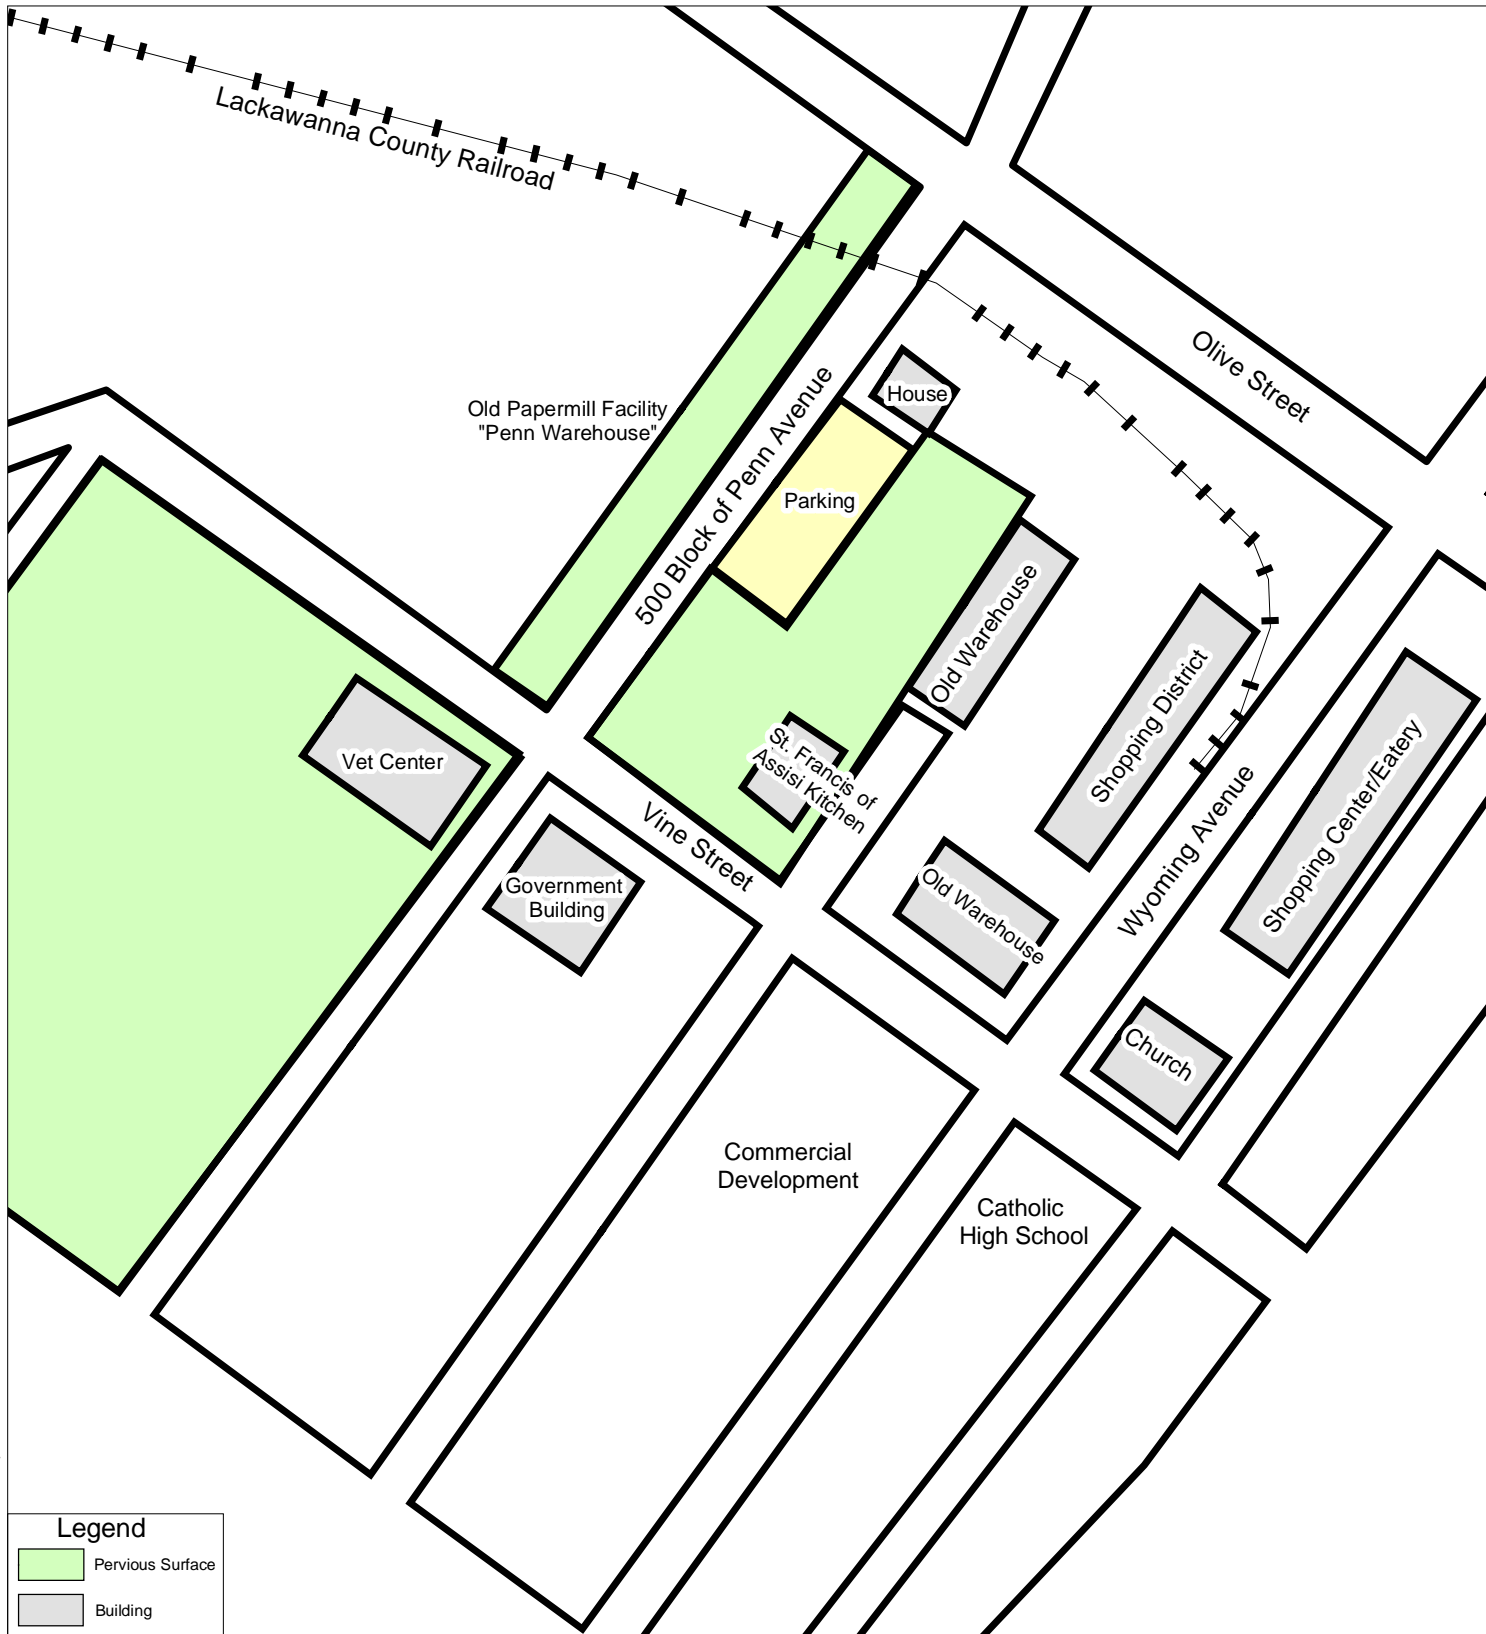 Lackawanna County Railroad
Olive Street
House
Old Papermill Facility
"Penn Warehouse"
500 Block of Penn Avenue
Parking
Old Warehouse
Shopping District
Vet Center
St. Francis of
Assisi Kitchen
Shopping Center/Eatery
Wyoming Avenue
Vine Street
Government
Building
Old Warehouse
Church
Commercial
Development
Catholic
High School
Legend
Pervious Surface
Building